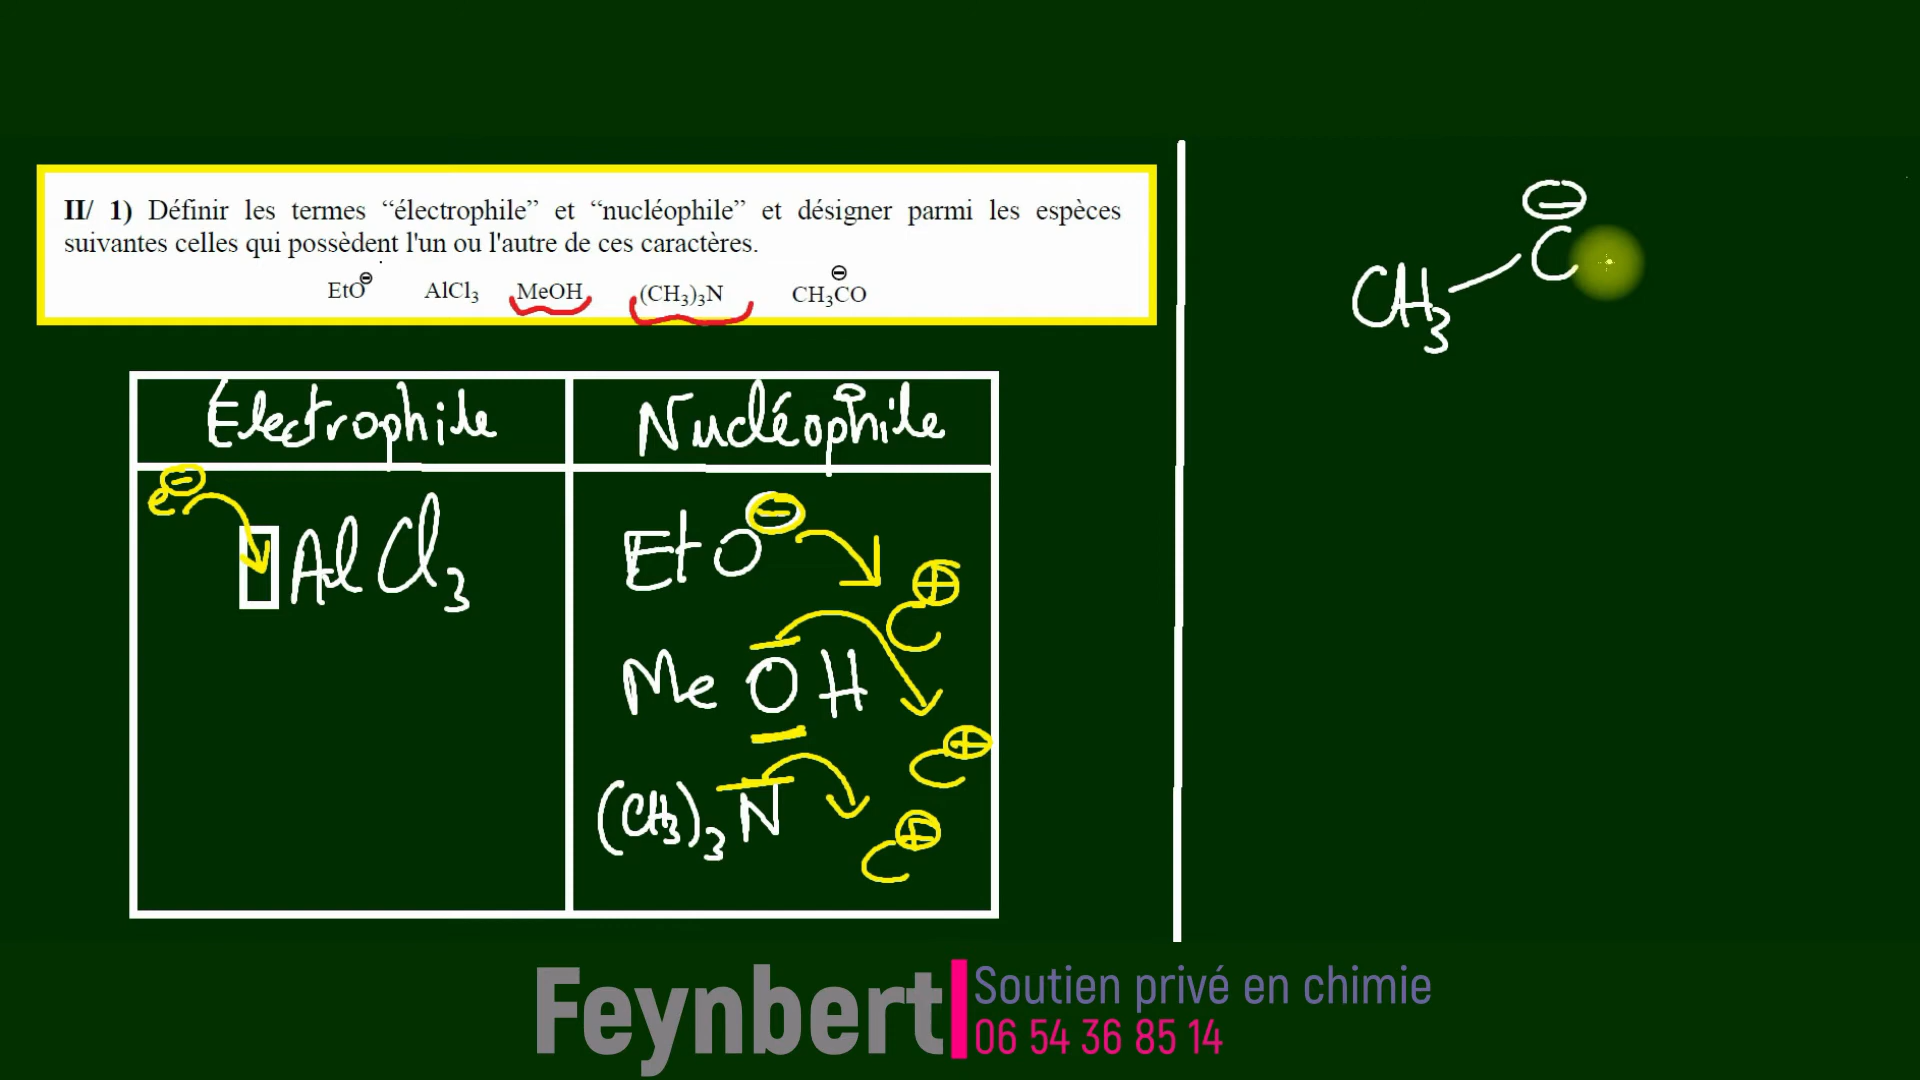 II/ 1) Définir les termes “électrophile” et “nucléophile” et désigner parmi les espèces
suivantes celles qui possèdent l'un ou l'autre de ces caractères.
EtO⊖ AlCl₃ MeOH (CH₃)₃N CH₃CO⊖
Électrophile
Nucléophile
e⊖
AlCl₃
EtO⊖
C⊕
MeOH
C⊕
(CH₃)₃N
C⊕
CH₃ C⊖
Feynbert
Soutien privé en chimie
06 54 36 85 14